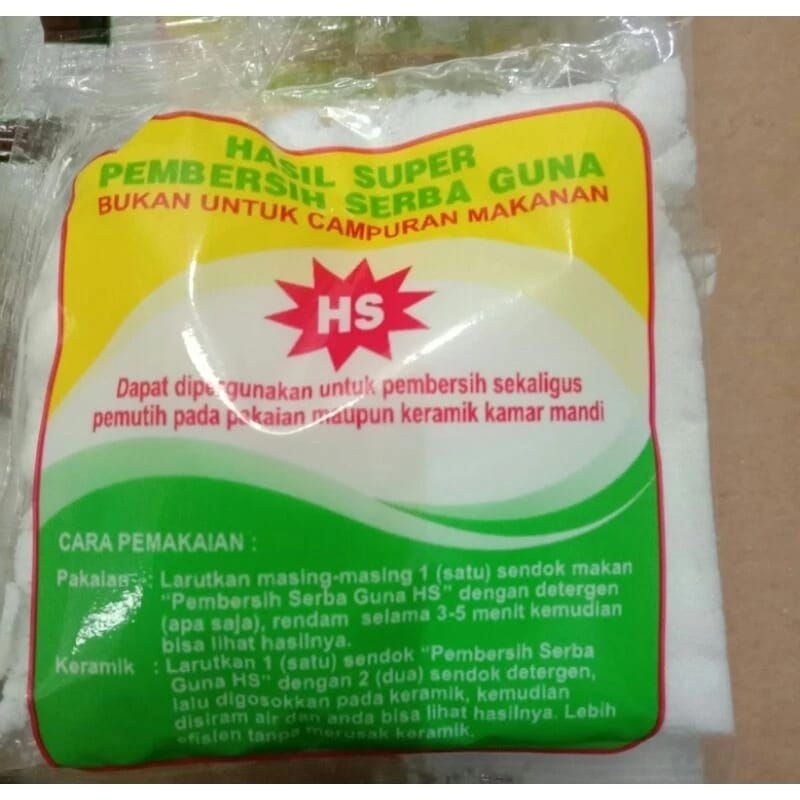 HASIL SUPER
PEMBERSIH SERBA GUNA
BUKAN UNTUK CAMPURAN MAKANAN
HS
Dapat dipergunakan untuk pembersih sekaligus
pemutih pada pakaian maupun keramik kamar mandi
CARA PEMAKAIAN :
Pakaian : Larutkan masing-masing 1 (satu) sendok makan
"Pembersih Serba Guna HS" dengan detergen
(apa saja), rendam selama 3-5 menit kemudian
bisa lihat hasilnya.
Keramik : Larutkan 1 (satu) sendok "Pembersih Serba
Guna HS" dengan 2 (dua) sendok detergen,
lalu digosokkan pada keramik, kemudian
disiram air dan anda bisa lihat hasilnya. Lebih
efisien tanpa merusak keramik.